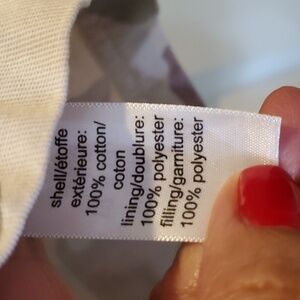 shell/étoffe
extérieure:
100% cotton/
coton
lining/doublure:
100% polyester
filling/garniture:
100% polyester